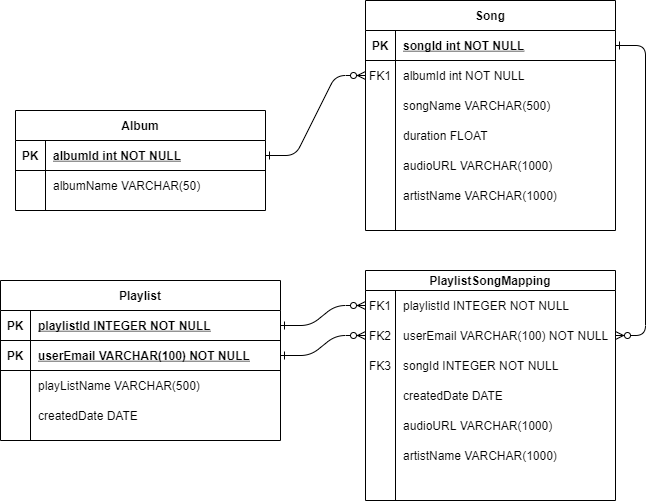 Song
PK songId int NOT NULL
FK1 albumId int NOT NULL
songName VARCHAR(500)
duration FLOAT
audioURL VARCHAR(1000)
artistName VARCHAR(1000)
Album
PK albumId int NOT NULL
albumName VARCHAR(50)
Playlist
PK playlistId INTEGER NOT NULL
PK userEmail VARCHAR(100) NOT NULL
playListName VARCHAR(500)
createdDate DATE
PlaylistSongMapping
FK1 playlistId INTEGER NOT NULL
FK2 userEmail VARCHAR(100) NOT NULL
FK3 songId INTEGER NOT NULL
createdDate DATE
audioURL VARCHAR(1000)
artistName VARCHAR(1000)